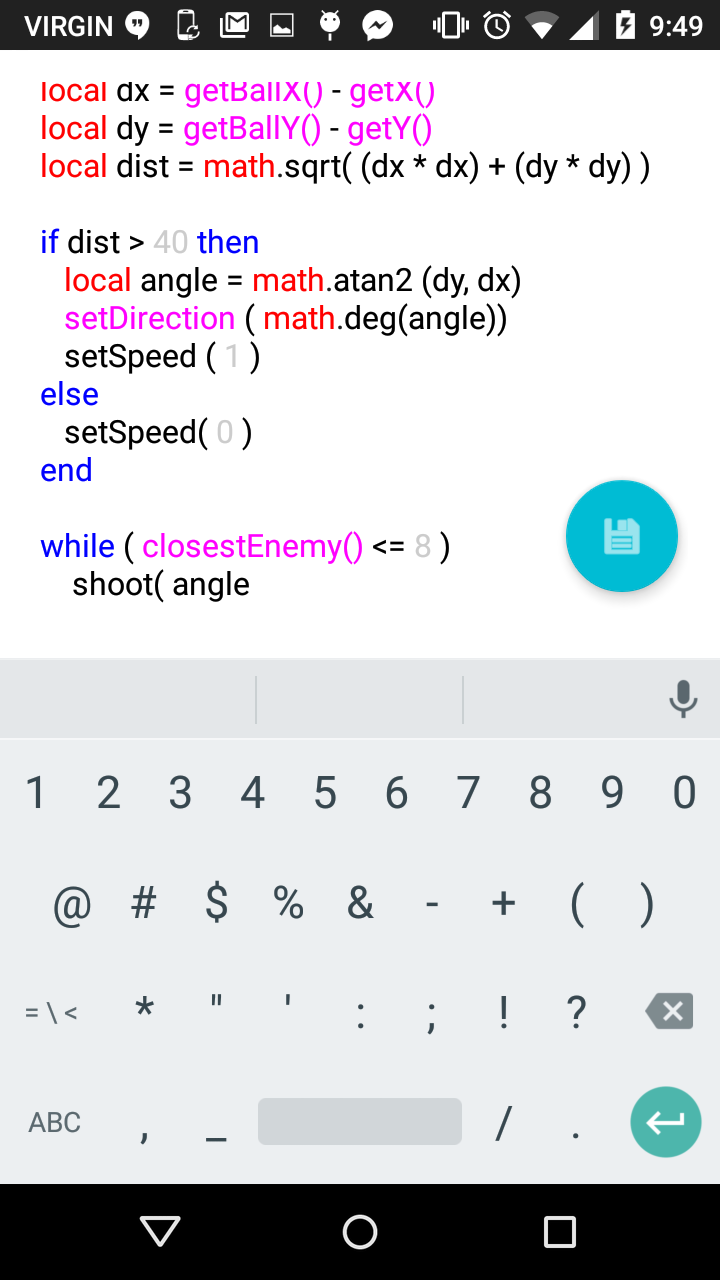 VIRGIN 9:49
local dx = getBallX() - getX()
local dy = getBallY() - getY()
local dist = math.sqrt( (dx * dx) + (dy * dy) )
if dist > 40 then
local angle = math.atan2 (dy, dx)
setDirection ( math.deg(angle))
setSpeed ( 1 )
else
setSpeed( 0 )
end
while ( closestEnemy() <= 8 )
shoot( angle
1 2 3 4 5 6 7 8 9 0
@ # $ % & - + ( )
= \ < * " ' : ; ! ?
ABC , _ / .